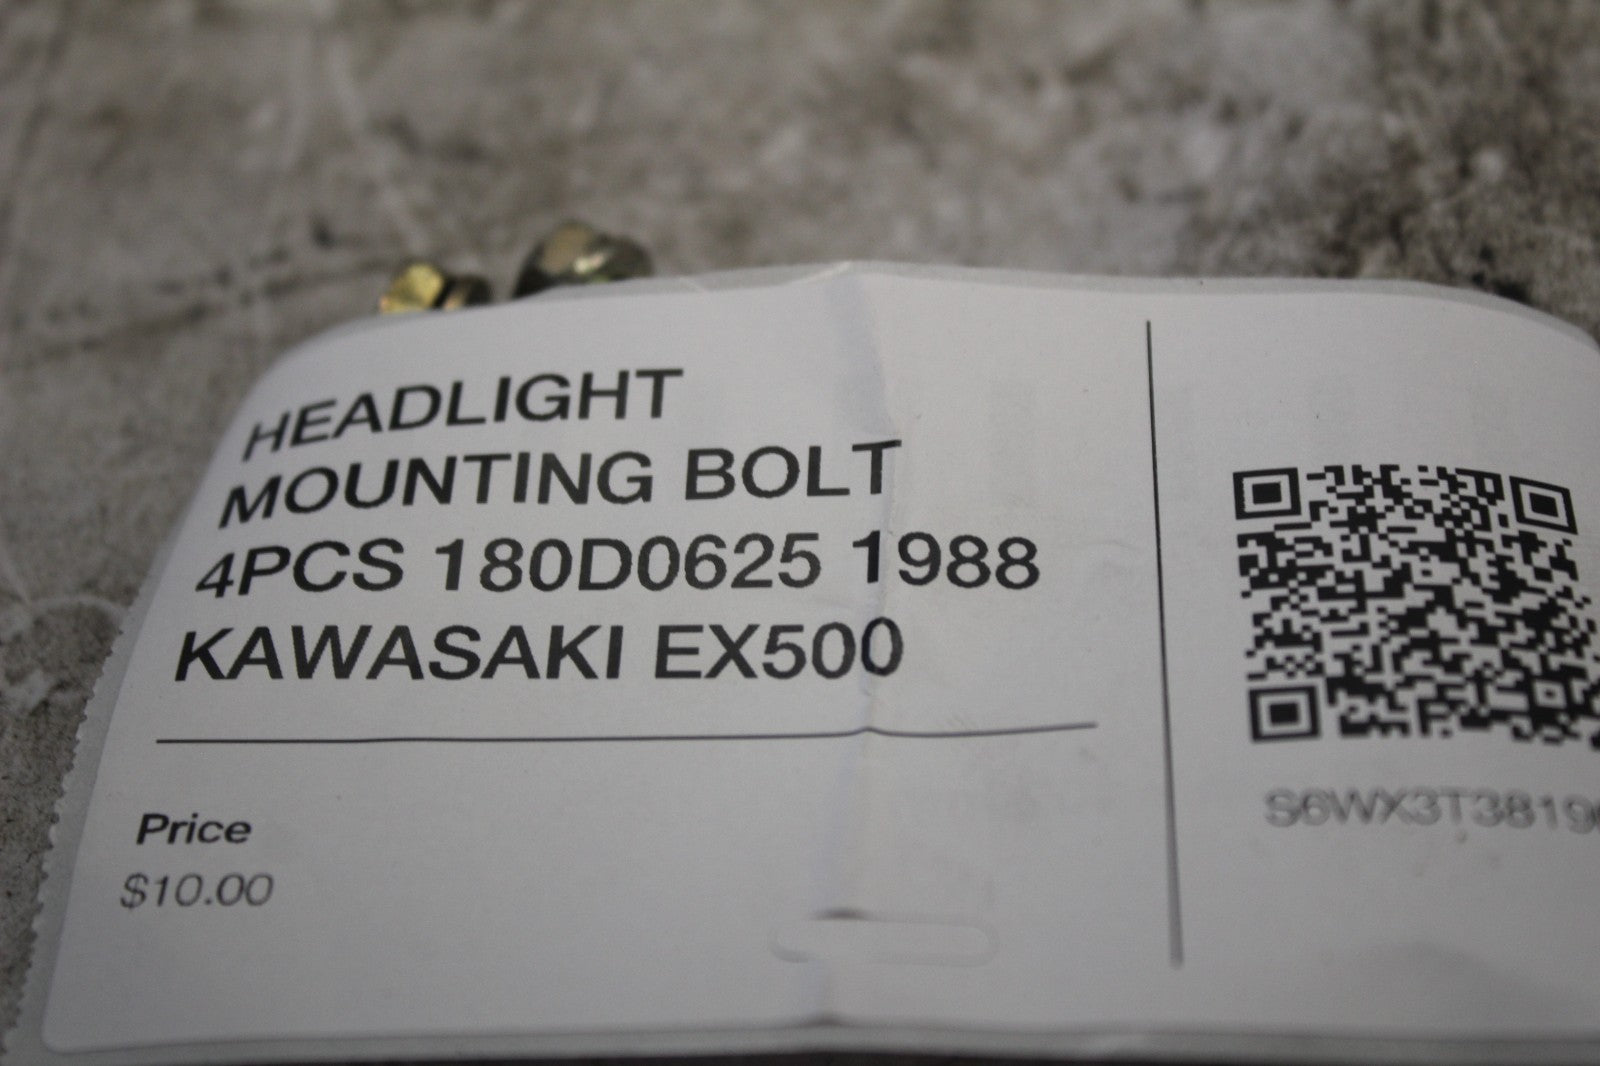 HEADLIGHT
MOUNTING BOLT
4PCS 180D0625 1988
KAWASAKI EX500
Price
$10.00